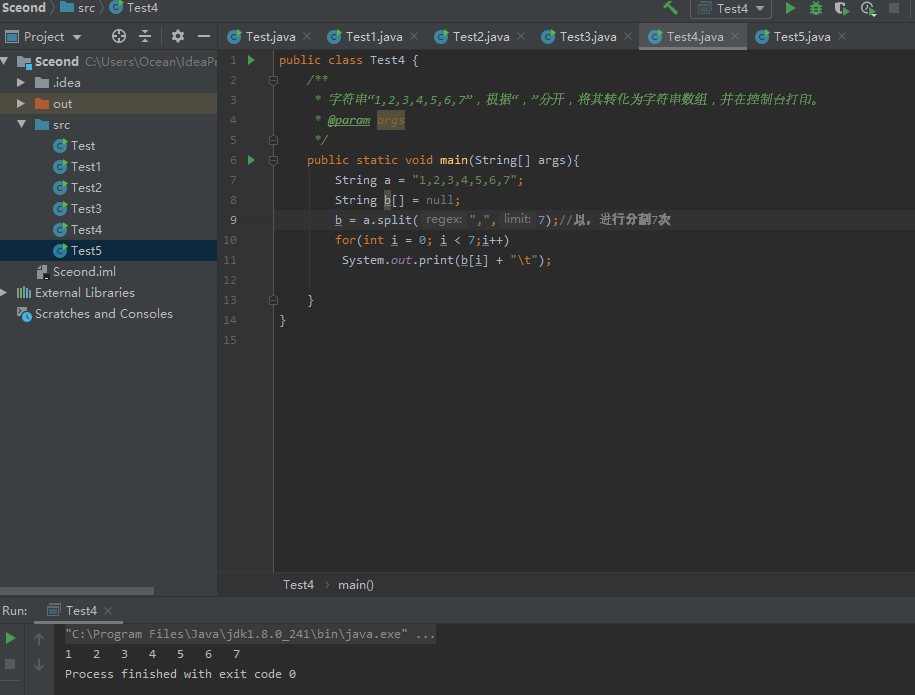 Sceond src Test4
Test4
Project
Test.java Test1.java Test2.java Test3.java Test4.java Test5.java
Sceond C:\Users\Ocean\IdeaPr
.idea
out
src
Test
Test1
Test2
Test3
Test4
Test5
Sceond.iml
External Libraries
Scratches and Consoles
1 public class Test4 {
2 /**
3 * 字符串“1,2,3,4,5,6,7”，根据“，”分开，将其转化为字符串数组，并在控制台打印。
4 * @param args
5 */
6 public static void main(String[] args){
7 String a = "1,2,3,4,5,6,7";
8 String b[] = null;
9 b = a.split( regex: ",", limit: 7);//以，进行分割7次
10 for(int i = 0; i < 7;i++)
11 System.out.print(b[i] + "\t");
12
13 }
14 }
15
Test4 main()
Run: Test4
"C:\Program Files\Java\jdk1.8.0_241\bin\java.exe" ...
1 2 3 4 5 6 7
Process finished with exit code 0